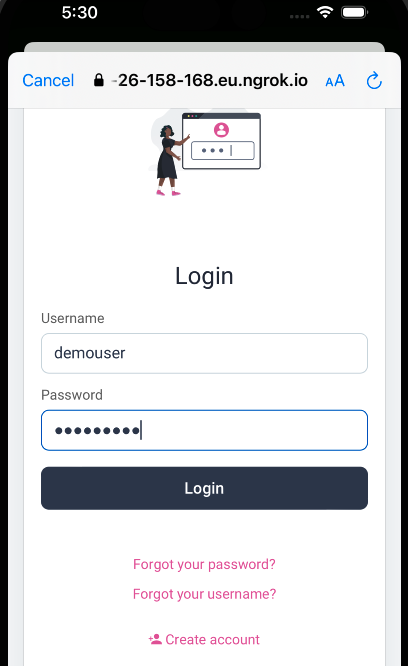 5:30
Cancel -26-158-168.eu.ngrok.io AA
Login
Username
demouser
Password
•••••••••
Login
Forgot your password?
Forgot your username?
Create account